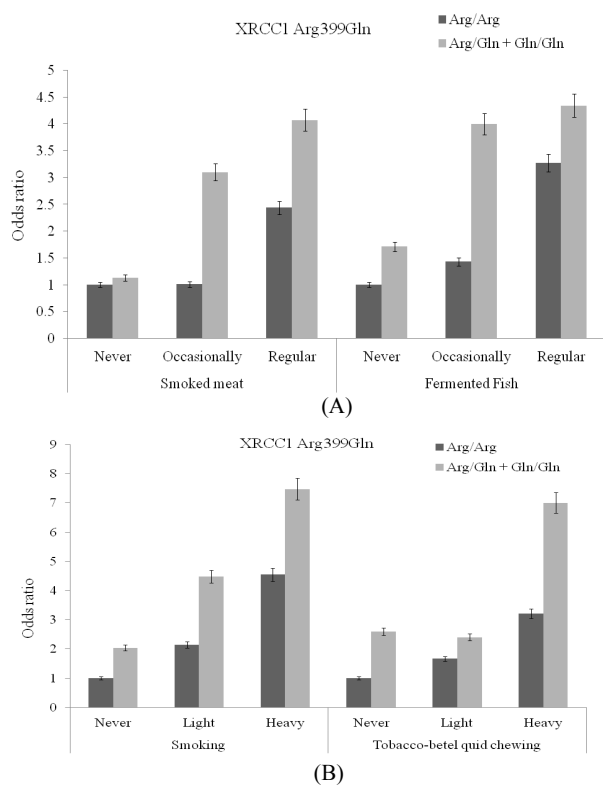 XRCC1 Arg399Gln
Arg/Arg
Arg/Gln + Gln/Gln
Odds ratio
5
4.5
4
3.5
3
2.5
2
1.5
1
0.5
0
Never Occasionally Regular Never Occasionally Regular
Smoked meat Fermented Fish
(A)
XRCC1 Arg399Gln
Arg/Arg
Arg/Gln + Gln/Gln
Odds ratio
9
8
7
6
5
4
3
2
1
0
Never Light Heavy Never Light Heavy
Smoking Tobacco-betel quid chewing
(B)